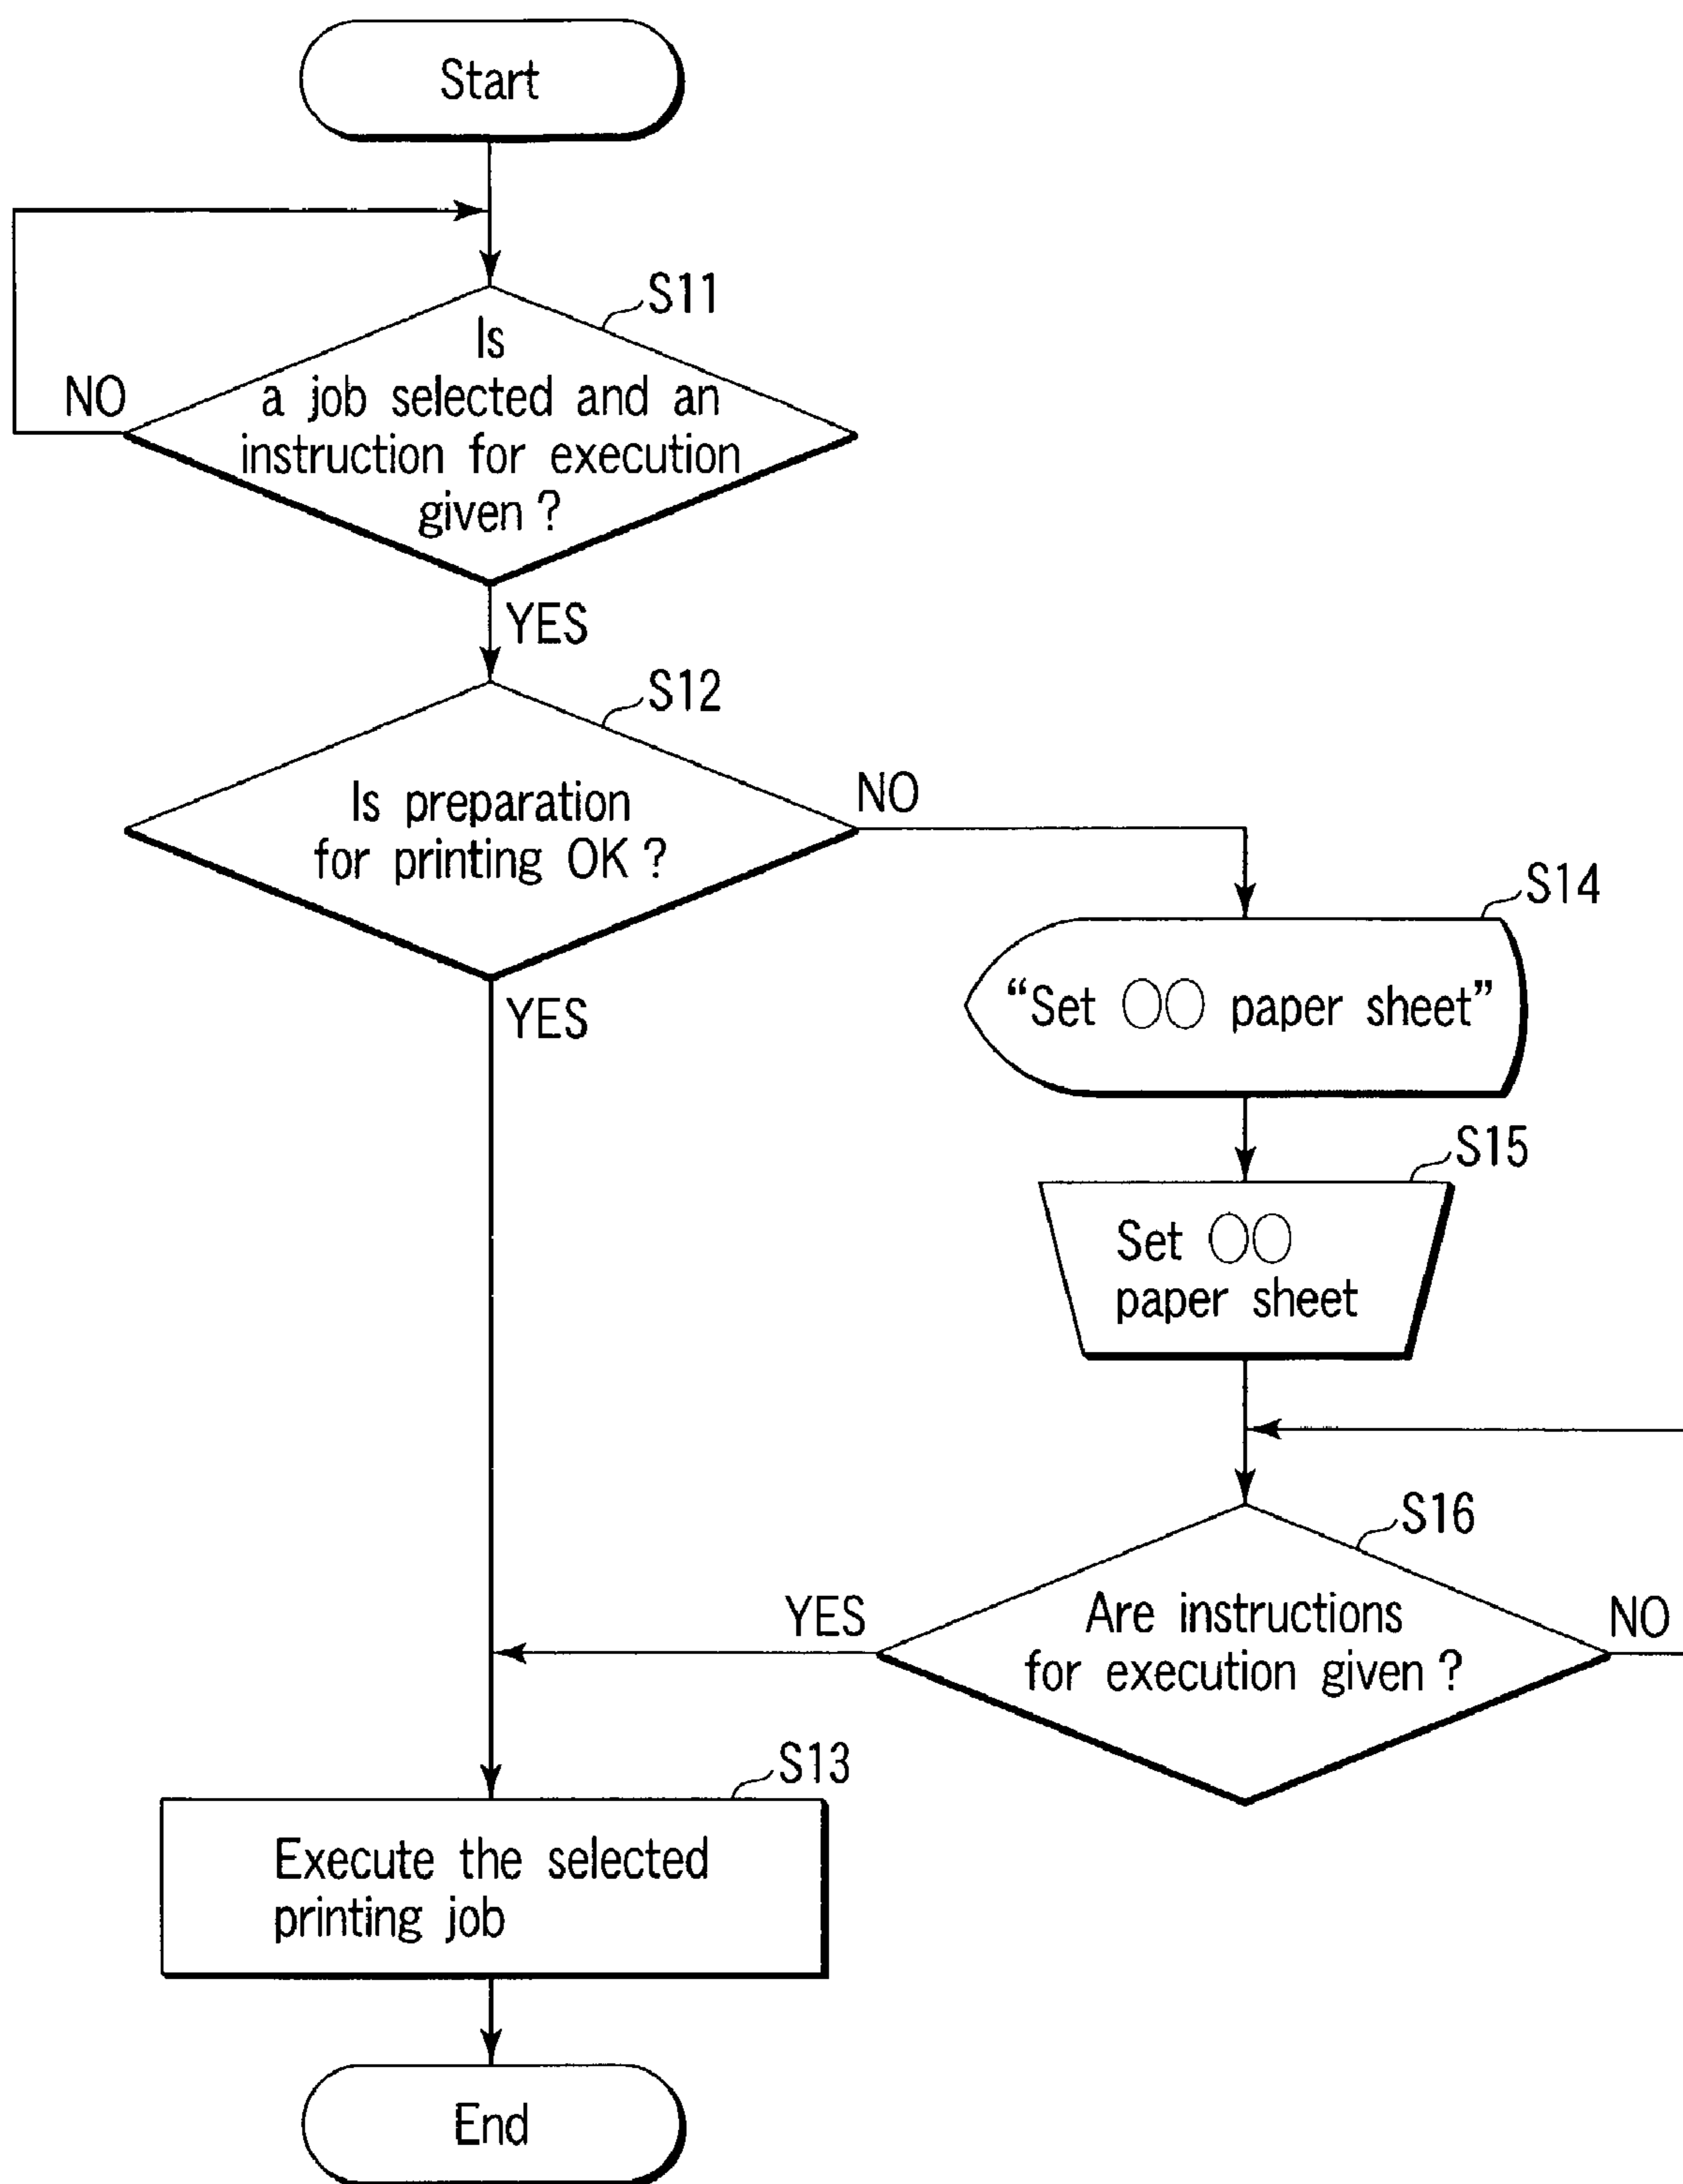 Start
S11
Is
a job selected and an
instruction for execution
given ?
NO
YES
S12
Is preparation
for printing OK ?
NO
YES
S14
“Set ○○ paper sheet”
S15
Set ○○
paper sheet
S16
Are instructions
for execution given ?
YES
NO
S13
Execute the selected
printing job
End